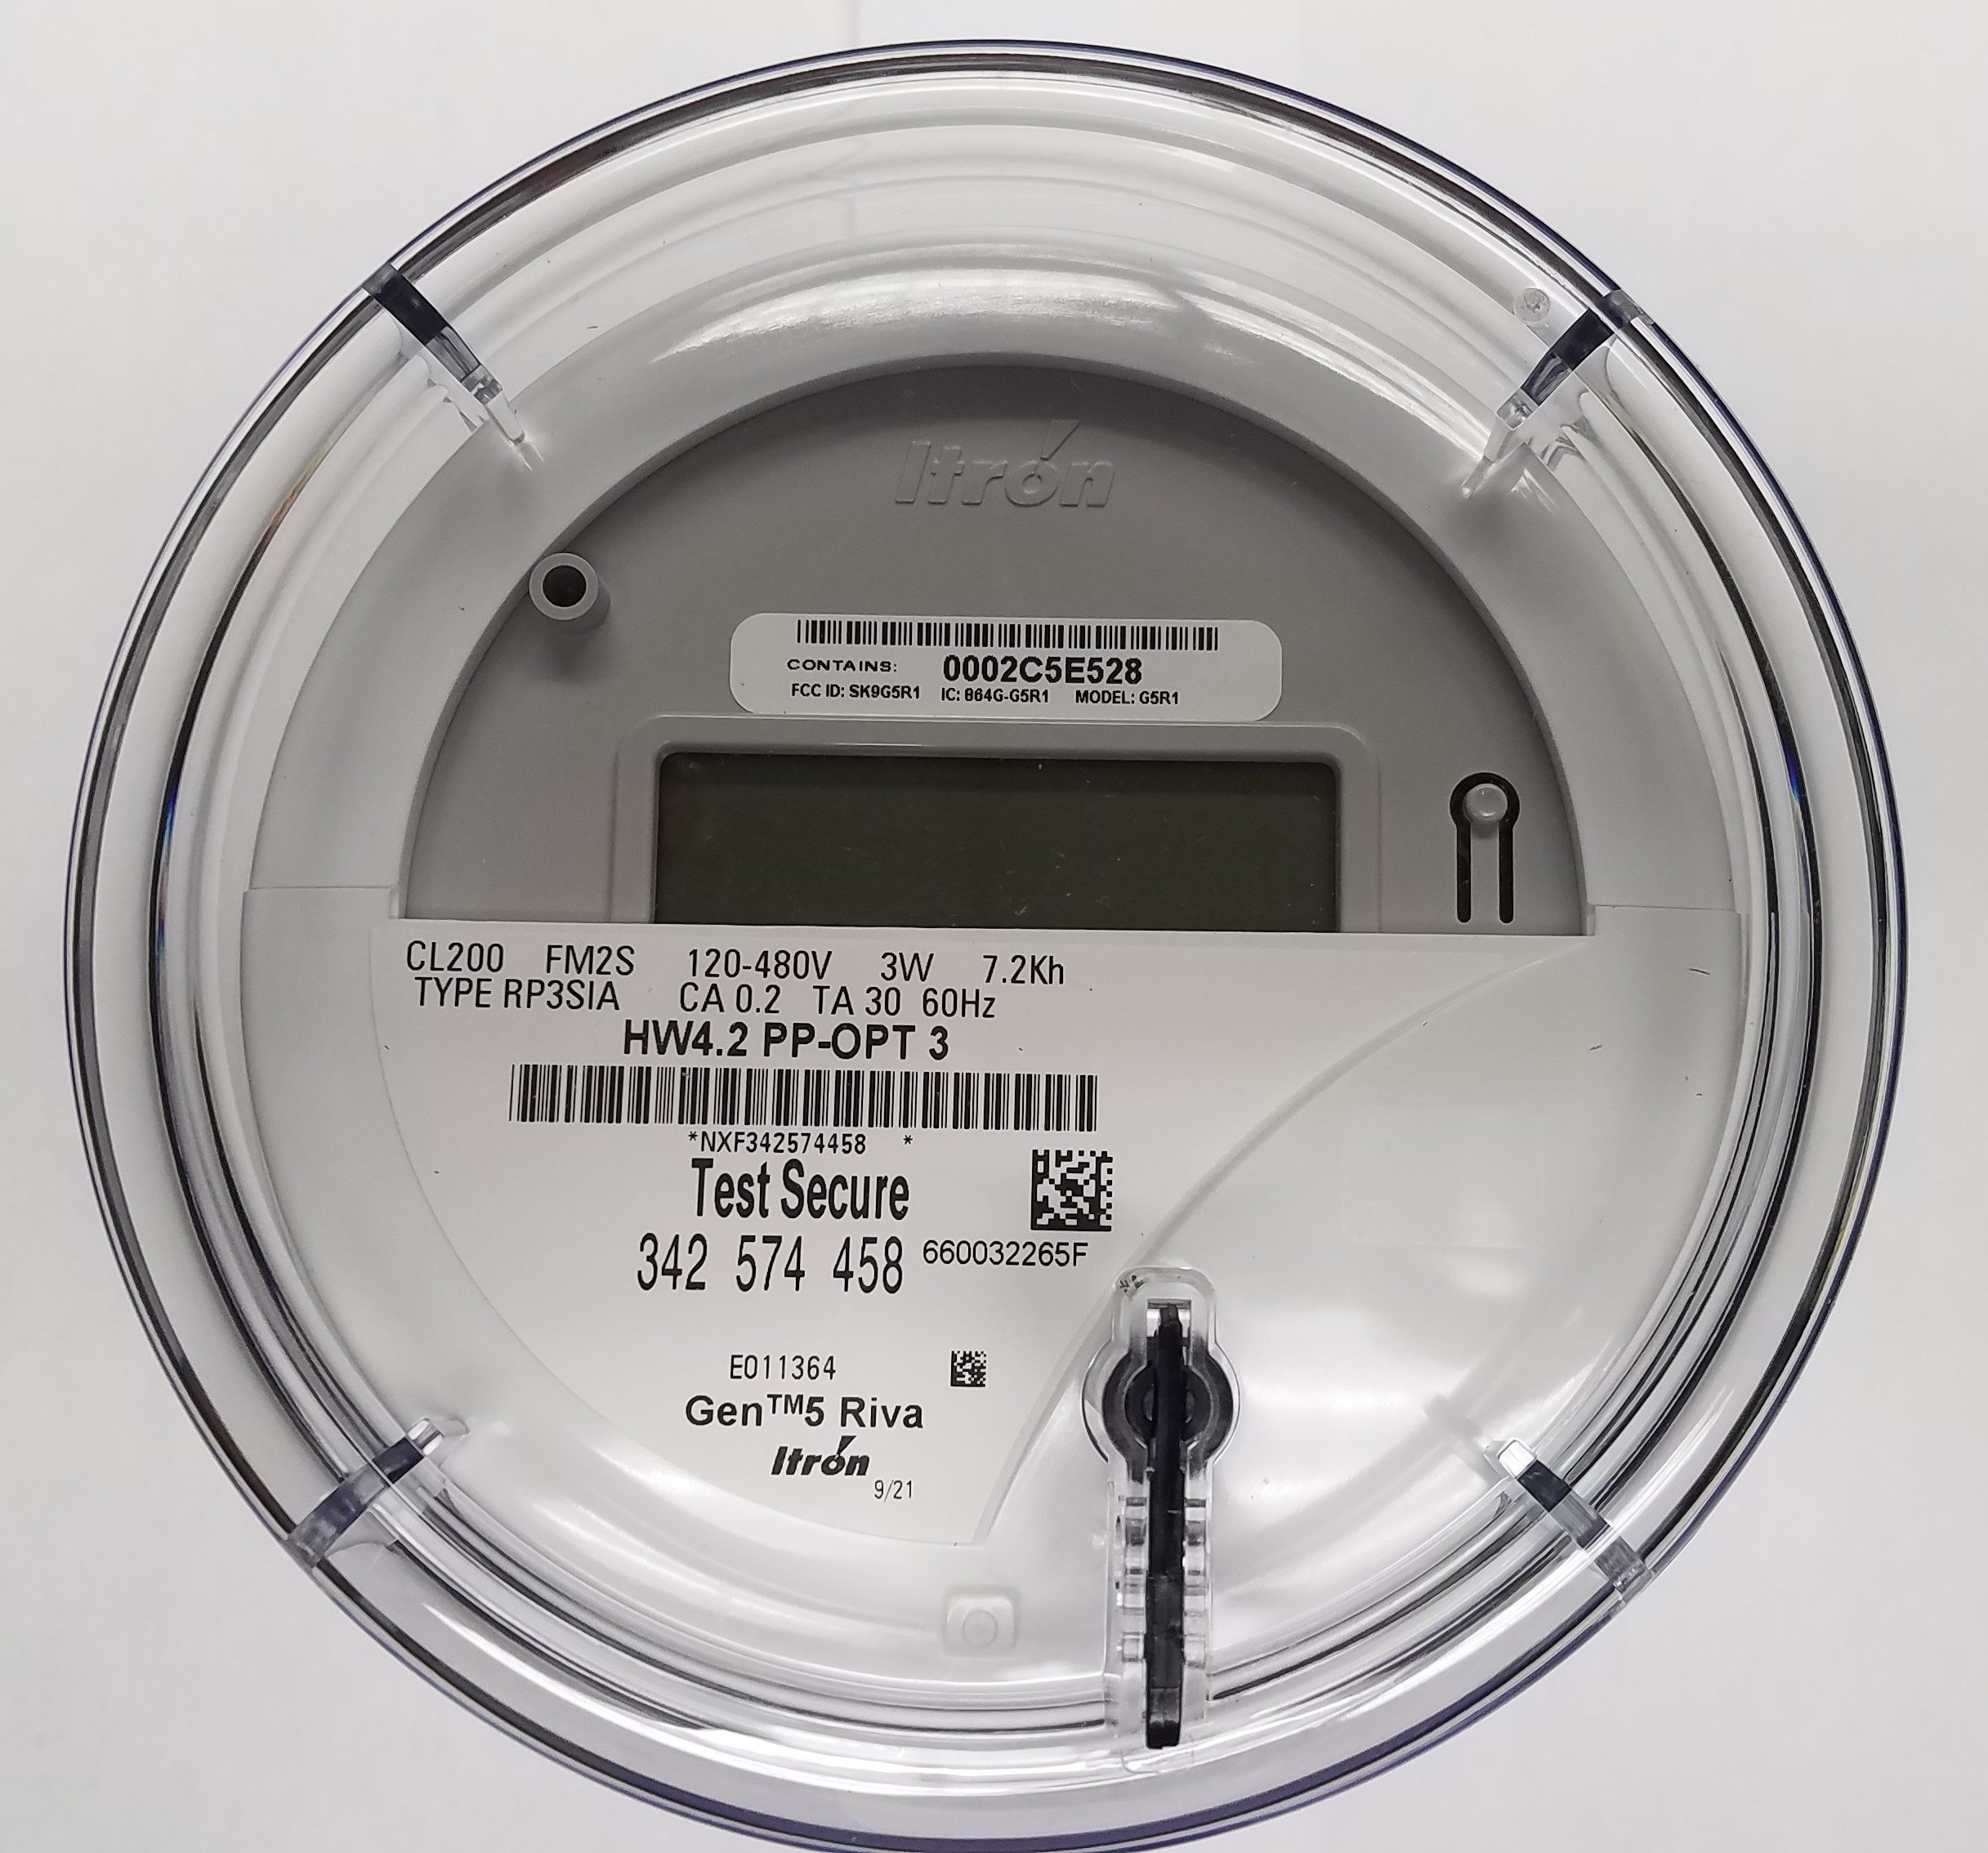 Itrón
CONTAINS: 0002C5E528
FCC ID: SK9G5R1 IC: 864G-G5R1 MODEL: G5R1
CL200 FM2S 120-480V 3W 7.2Kh
TYPE RP3SIA CA 0.2 TA 30 60Hz
HW4.2 PP-OPT 3
*NXF342574458 *
Test Secure
342 574 458 660032265F
E011364
Gen™5 Riva
Itrón
9/21